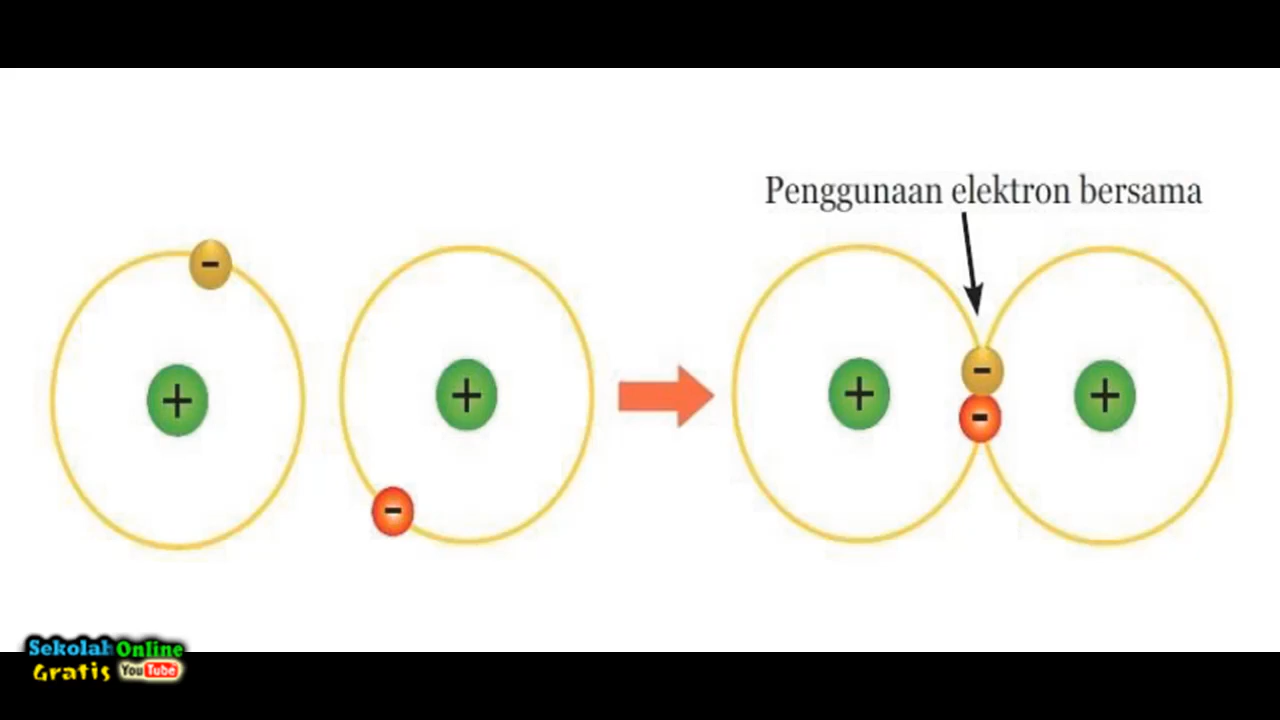 Penggunaan elektron bersama
-
-
+
+
+
+
-
-
Sekolah Online
Gratis YouTube